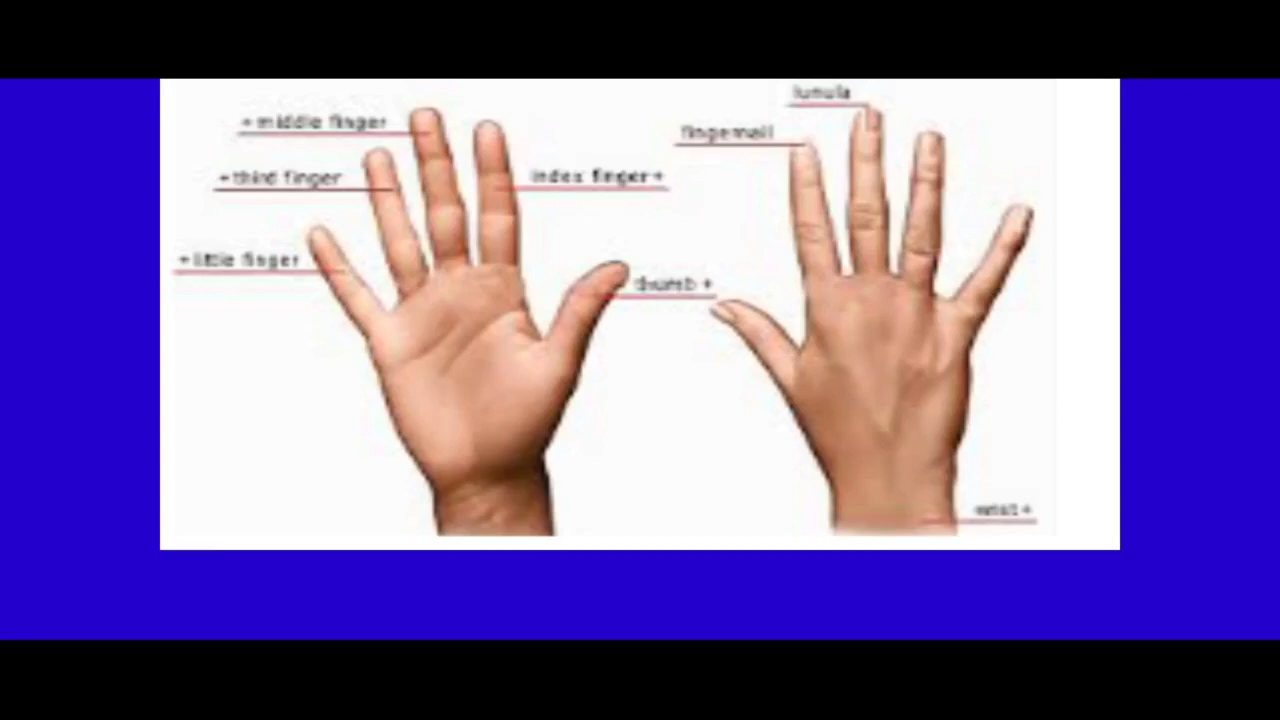 lunula
+ middle finger
fingernail
+ third finger
index finger +
+ little finger
thumb +
wrist +